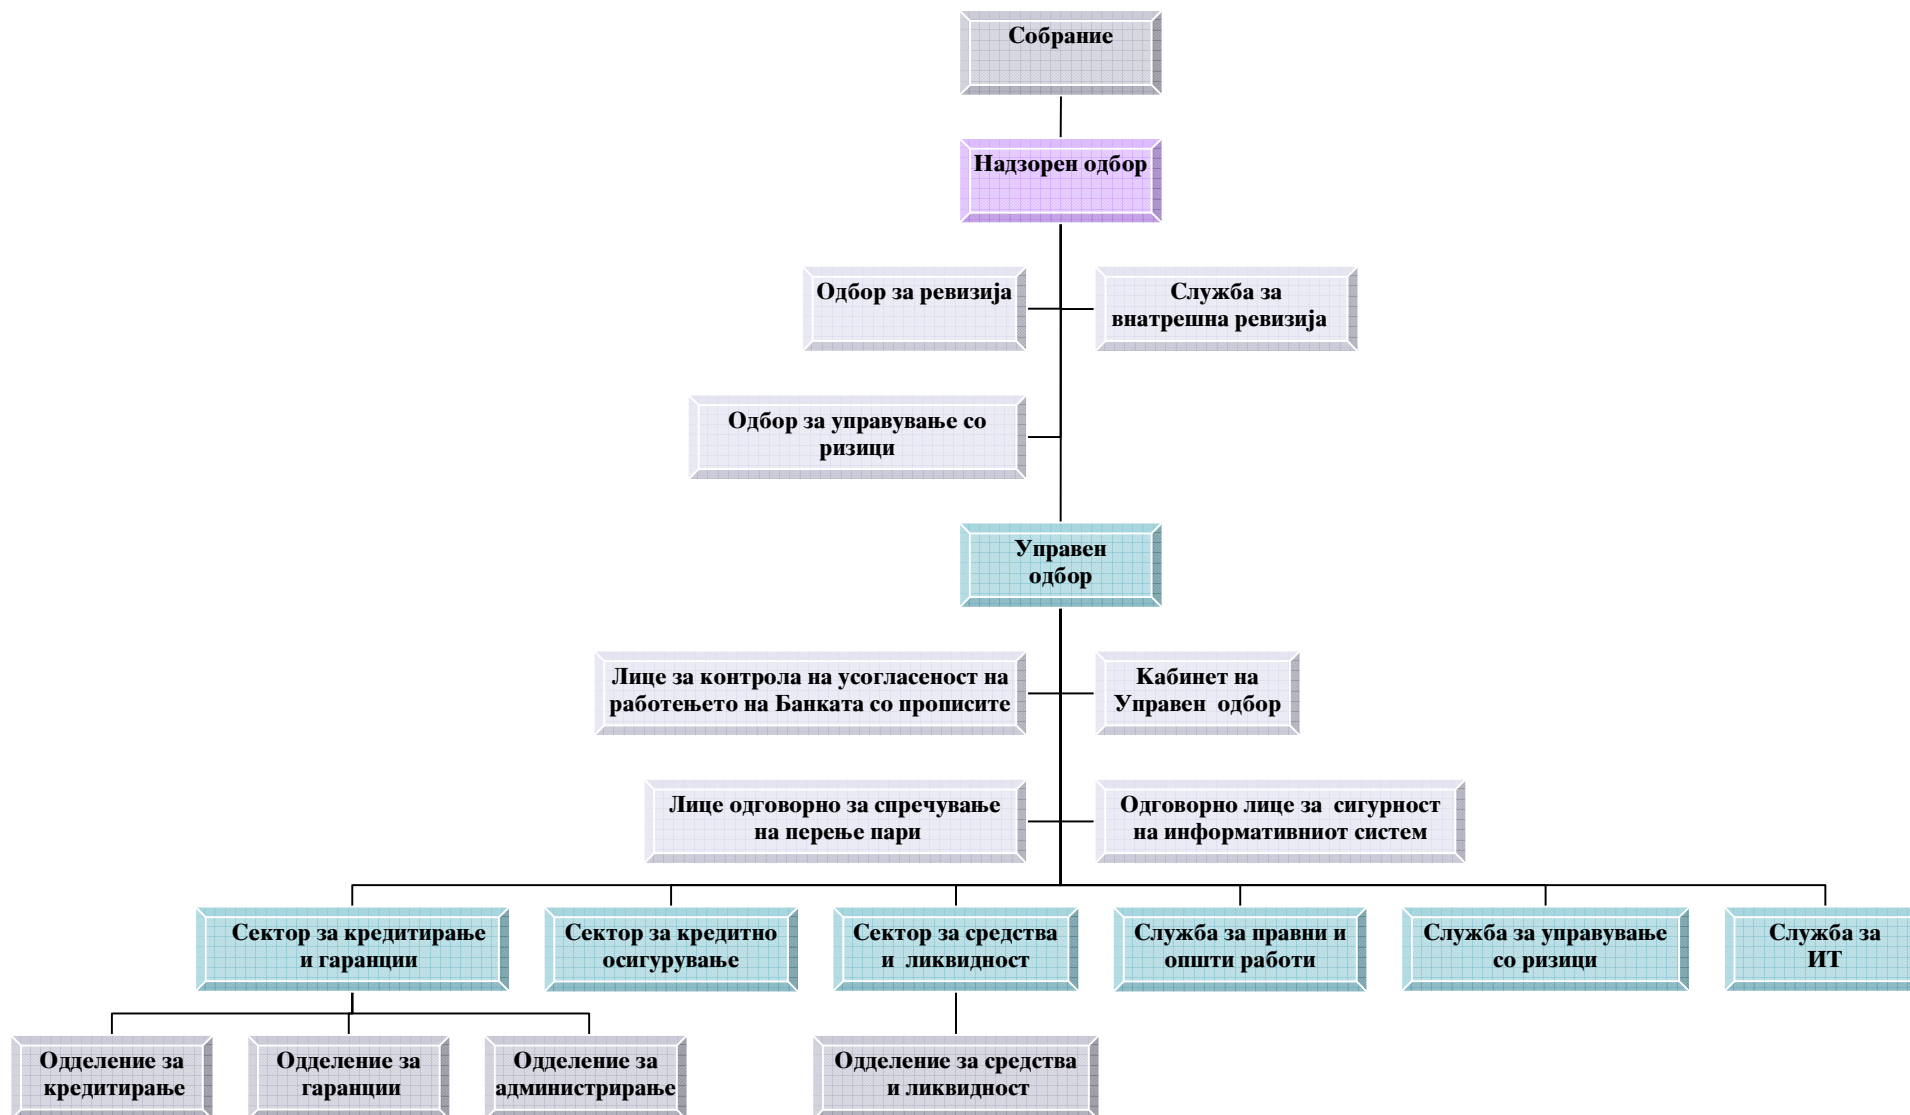 Собрание
Надзорен одбор
Одбор за ревизија
Служба за
внатрешна ревизија
Одбор за управување со
ризици
Управен
одбор
Лице за контрола на усогласеност на
работењето на Банката со прописите
Кабинет на
Управен одбор
Лице одговорно за спречување
на перење пари
Одговорно лице за сигурност
на информативниот систем
Сектор за кредитирање
и гаранции
Сектор за кредитно
осигурување
Сектор за средства
и ликвидност
Служба за правни и
општи работи
Служба за управување
со ризици
Служба за
ИТ
Одделение за
кредитирање
Одделение за
гаранции
Одделение за
администрирање
Одделение за средства
и ликвидност